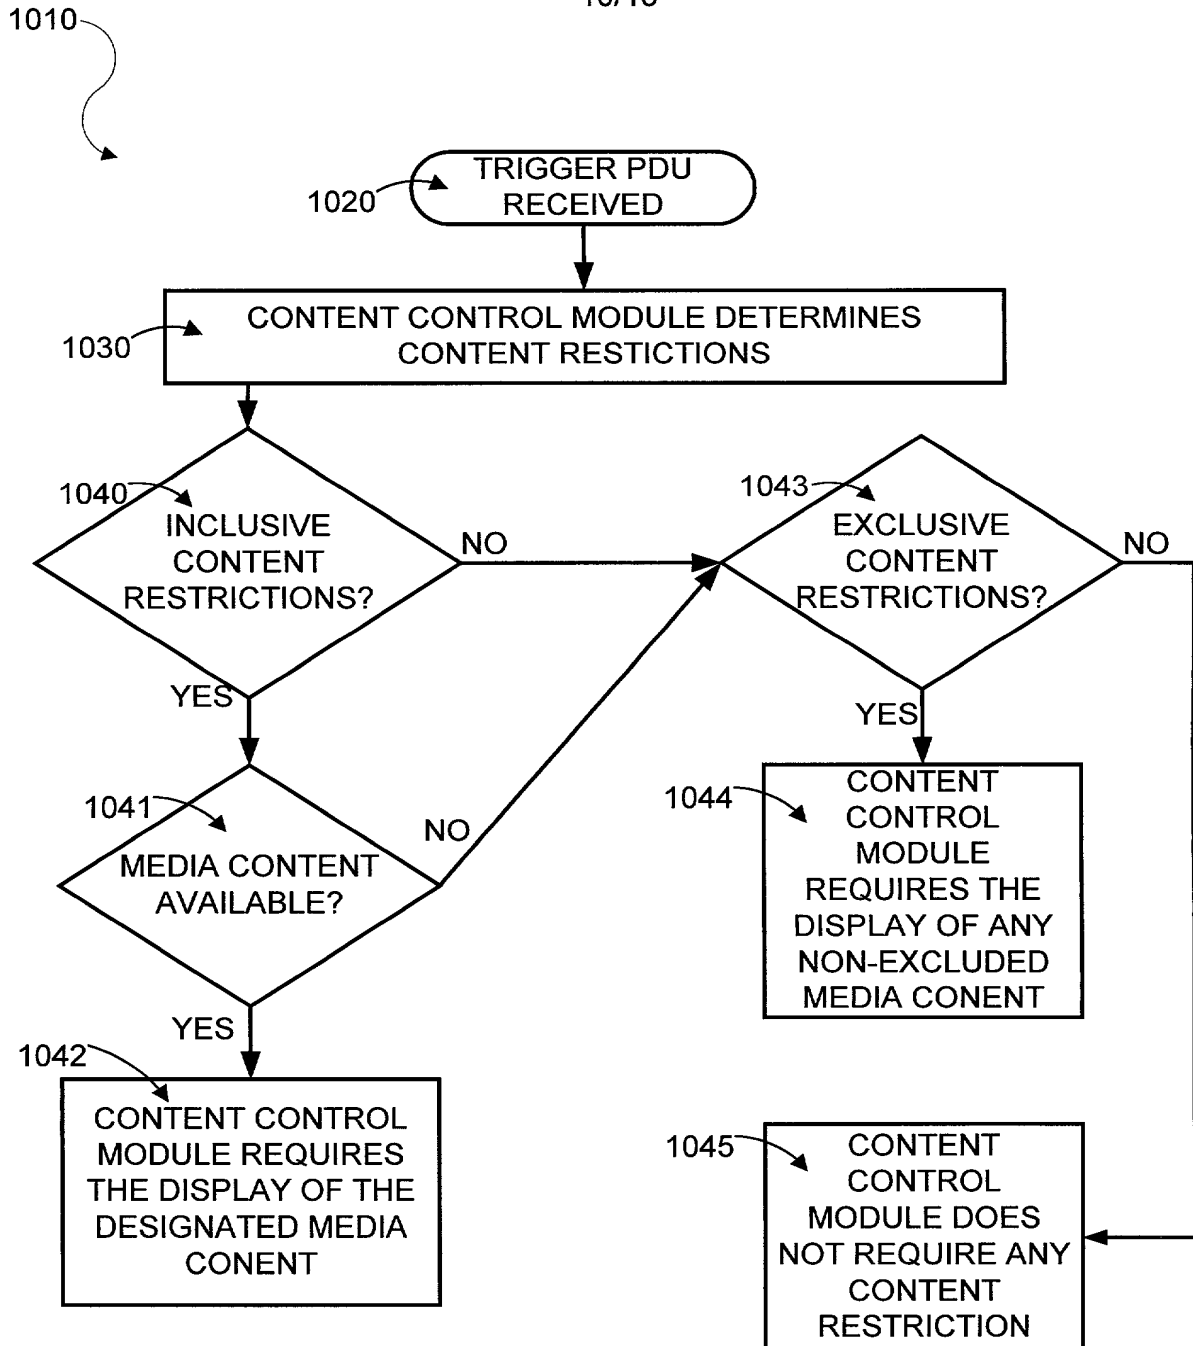 1010
TRIGGER PDU
RECEIVED
1020
CONTENT CONTROL MODULE DETERMINES
CONTENT RESTICTIONS
1030
1040
INCLUSIVE
CONTENT
RESTRICTIONS?
NO
YES
1043
EXCLUSIVE
CONTENT
RESTRICTIONS?
NO
YES
1041
MEDIA CONTENT
AVAILABLE?
NO
YES
1044
CONTENT
CONTROL
MODULE
REQUIRES THE
DISPLAY OF ANY
NON-EXCLUDED
MEDIA CONENT
1042
CONTENT CONTROL
MODULE REQUIRES
THE DISPLAY OF THE
DESIGNATED MEDIA
CONENT
1045
CONTENT
CONTROL
MODULE DOES
NOT REQUIRE ANY
CONTENT
RESTRICTION